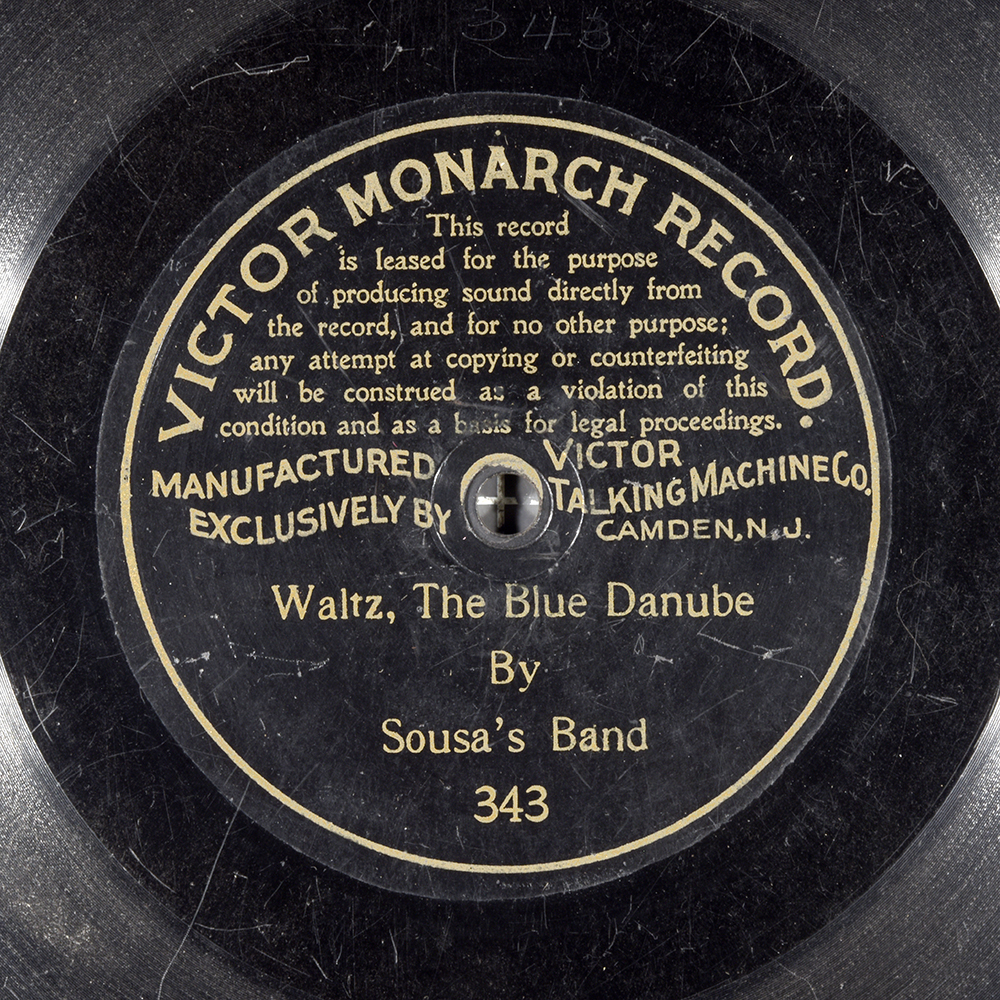 343
VICTOR MONARCH RECORD.
This record
is leased for the purpose
of producing sound directly from
the record, and for no other purpose;
any attempt at copying or counterfeiting
will be construed as a violation of this
condition and as a basis for legal proceedings.
MANUFACTURED EXCLUSIVELY BY
VICTOR TALKING MACHINE CO.
CAMDEN, N. J.
Waltz, The Blue Danube
By
Sousa's Band
343